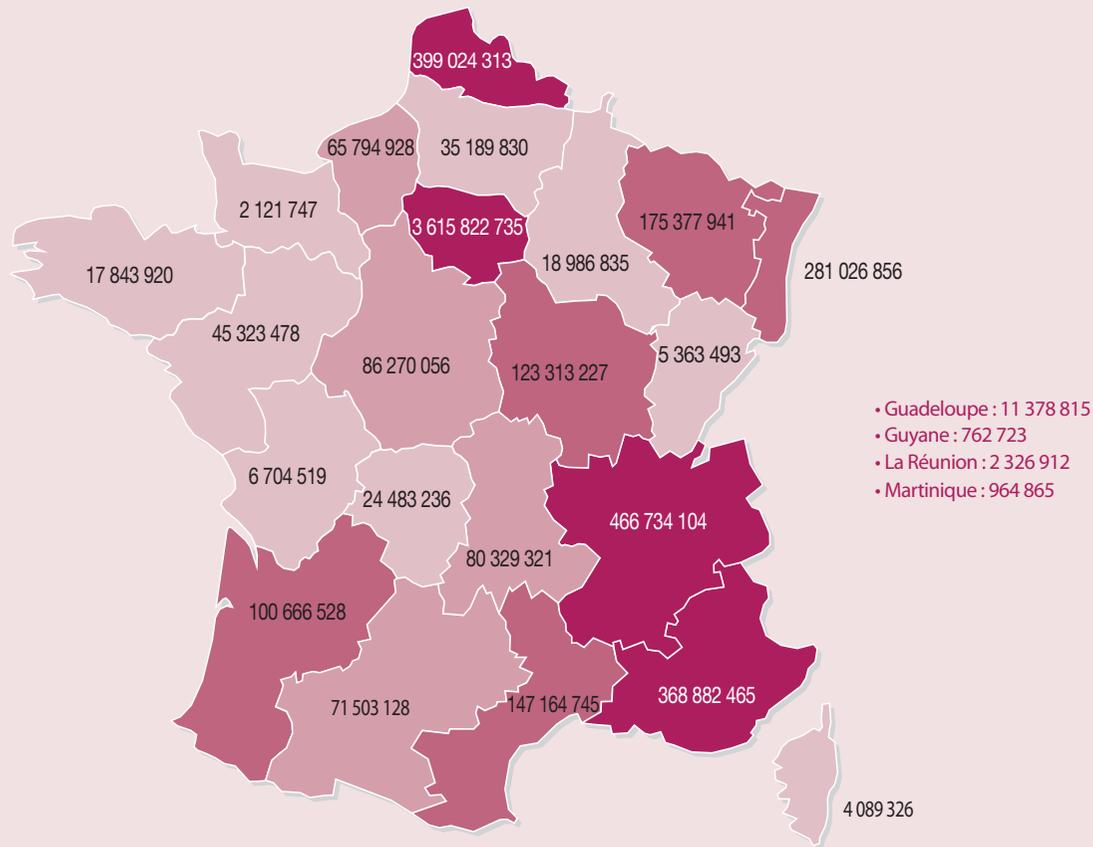 399 024 313
65 794 928
35 189 830
2 121 747
3 615 822 735
175 377 941
18 986 835
281 026 856
17 843 920
45 323 478
86 270 056
123 313 227
5 363 493
• Guadeloupe : 11 378 815
• Guyane : 762 723
• La Réunion : 2 326 912
• Martinique : 964 865
6 704 519
24 483 236
466 734 104
80 329 321
100 666 528
71 503 128
147 164 745
368 882 465
4 089 326